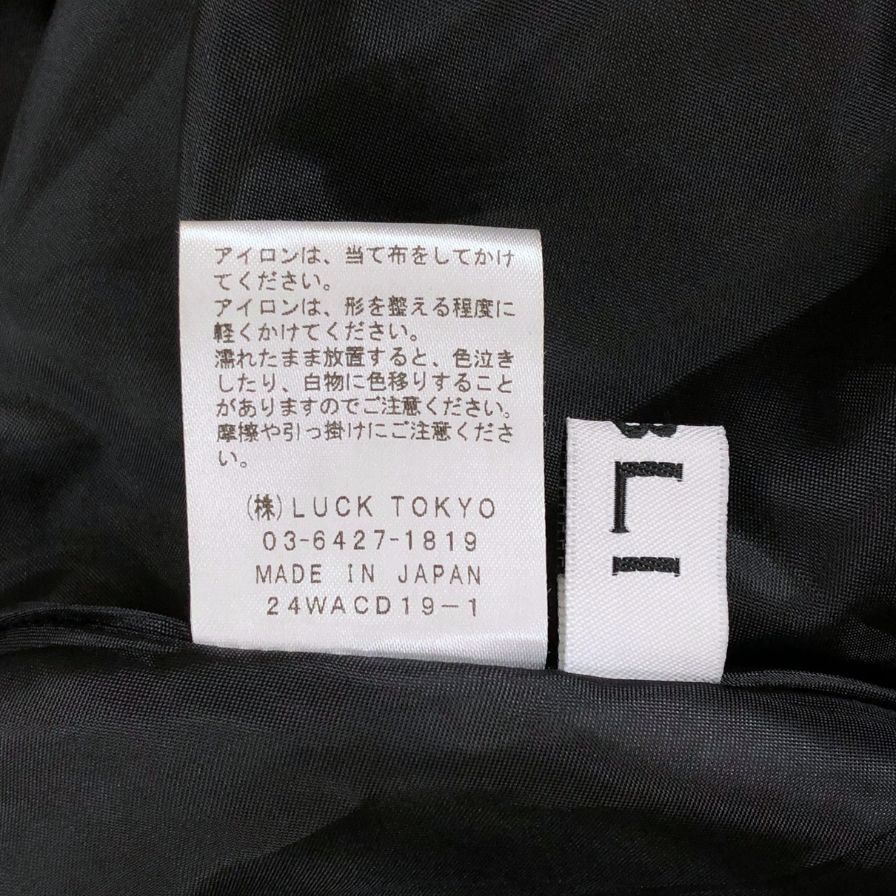 アイロンは、当て布をしてかけ
てください。
アイロンは、形を整える程度に
軽くかけてください。
濡れたまま放置すると、色泣き
したり、白物に色移りすること
がありますのでご注意ください。
摩擦や引っ掛けにご注意くださ
い。
(株)LUCK TOKYO
03-6427-1819
MADE IN JAPAN
24WACD19-1
BLI